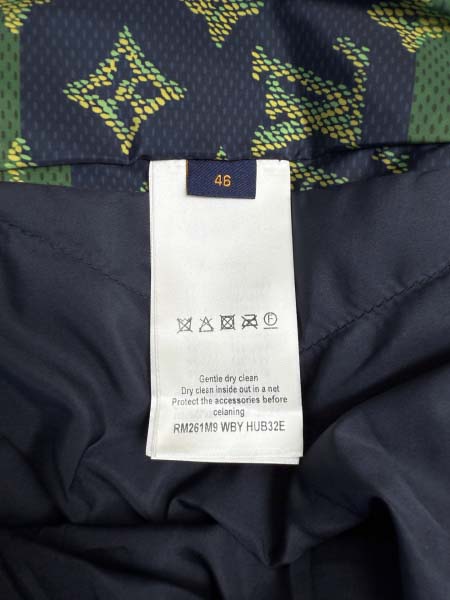 46
F
Gentle dry clean
Dry clean inside out in a net
Protect the accessories before
celaning
RM261M9 WBY HUB32E